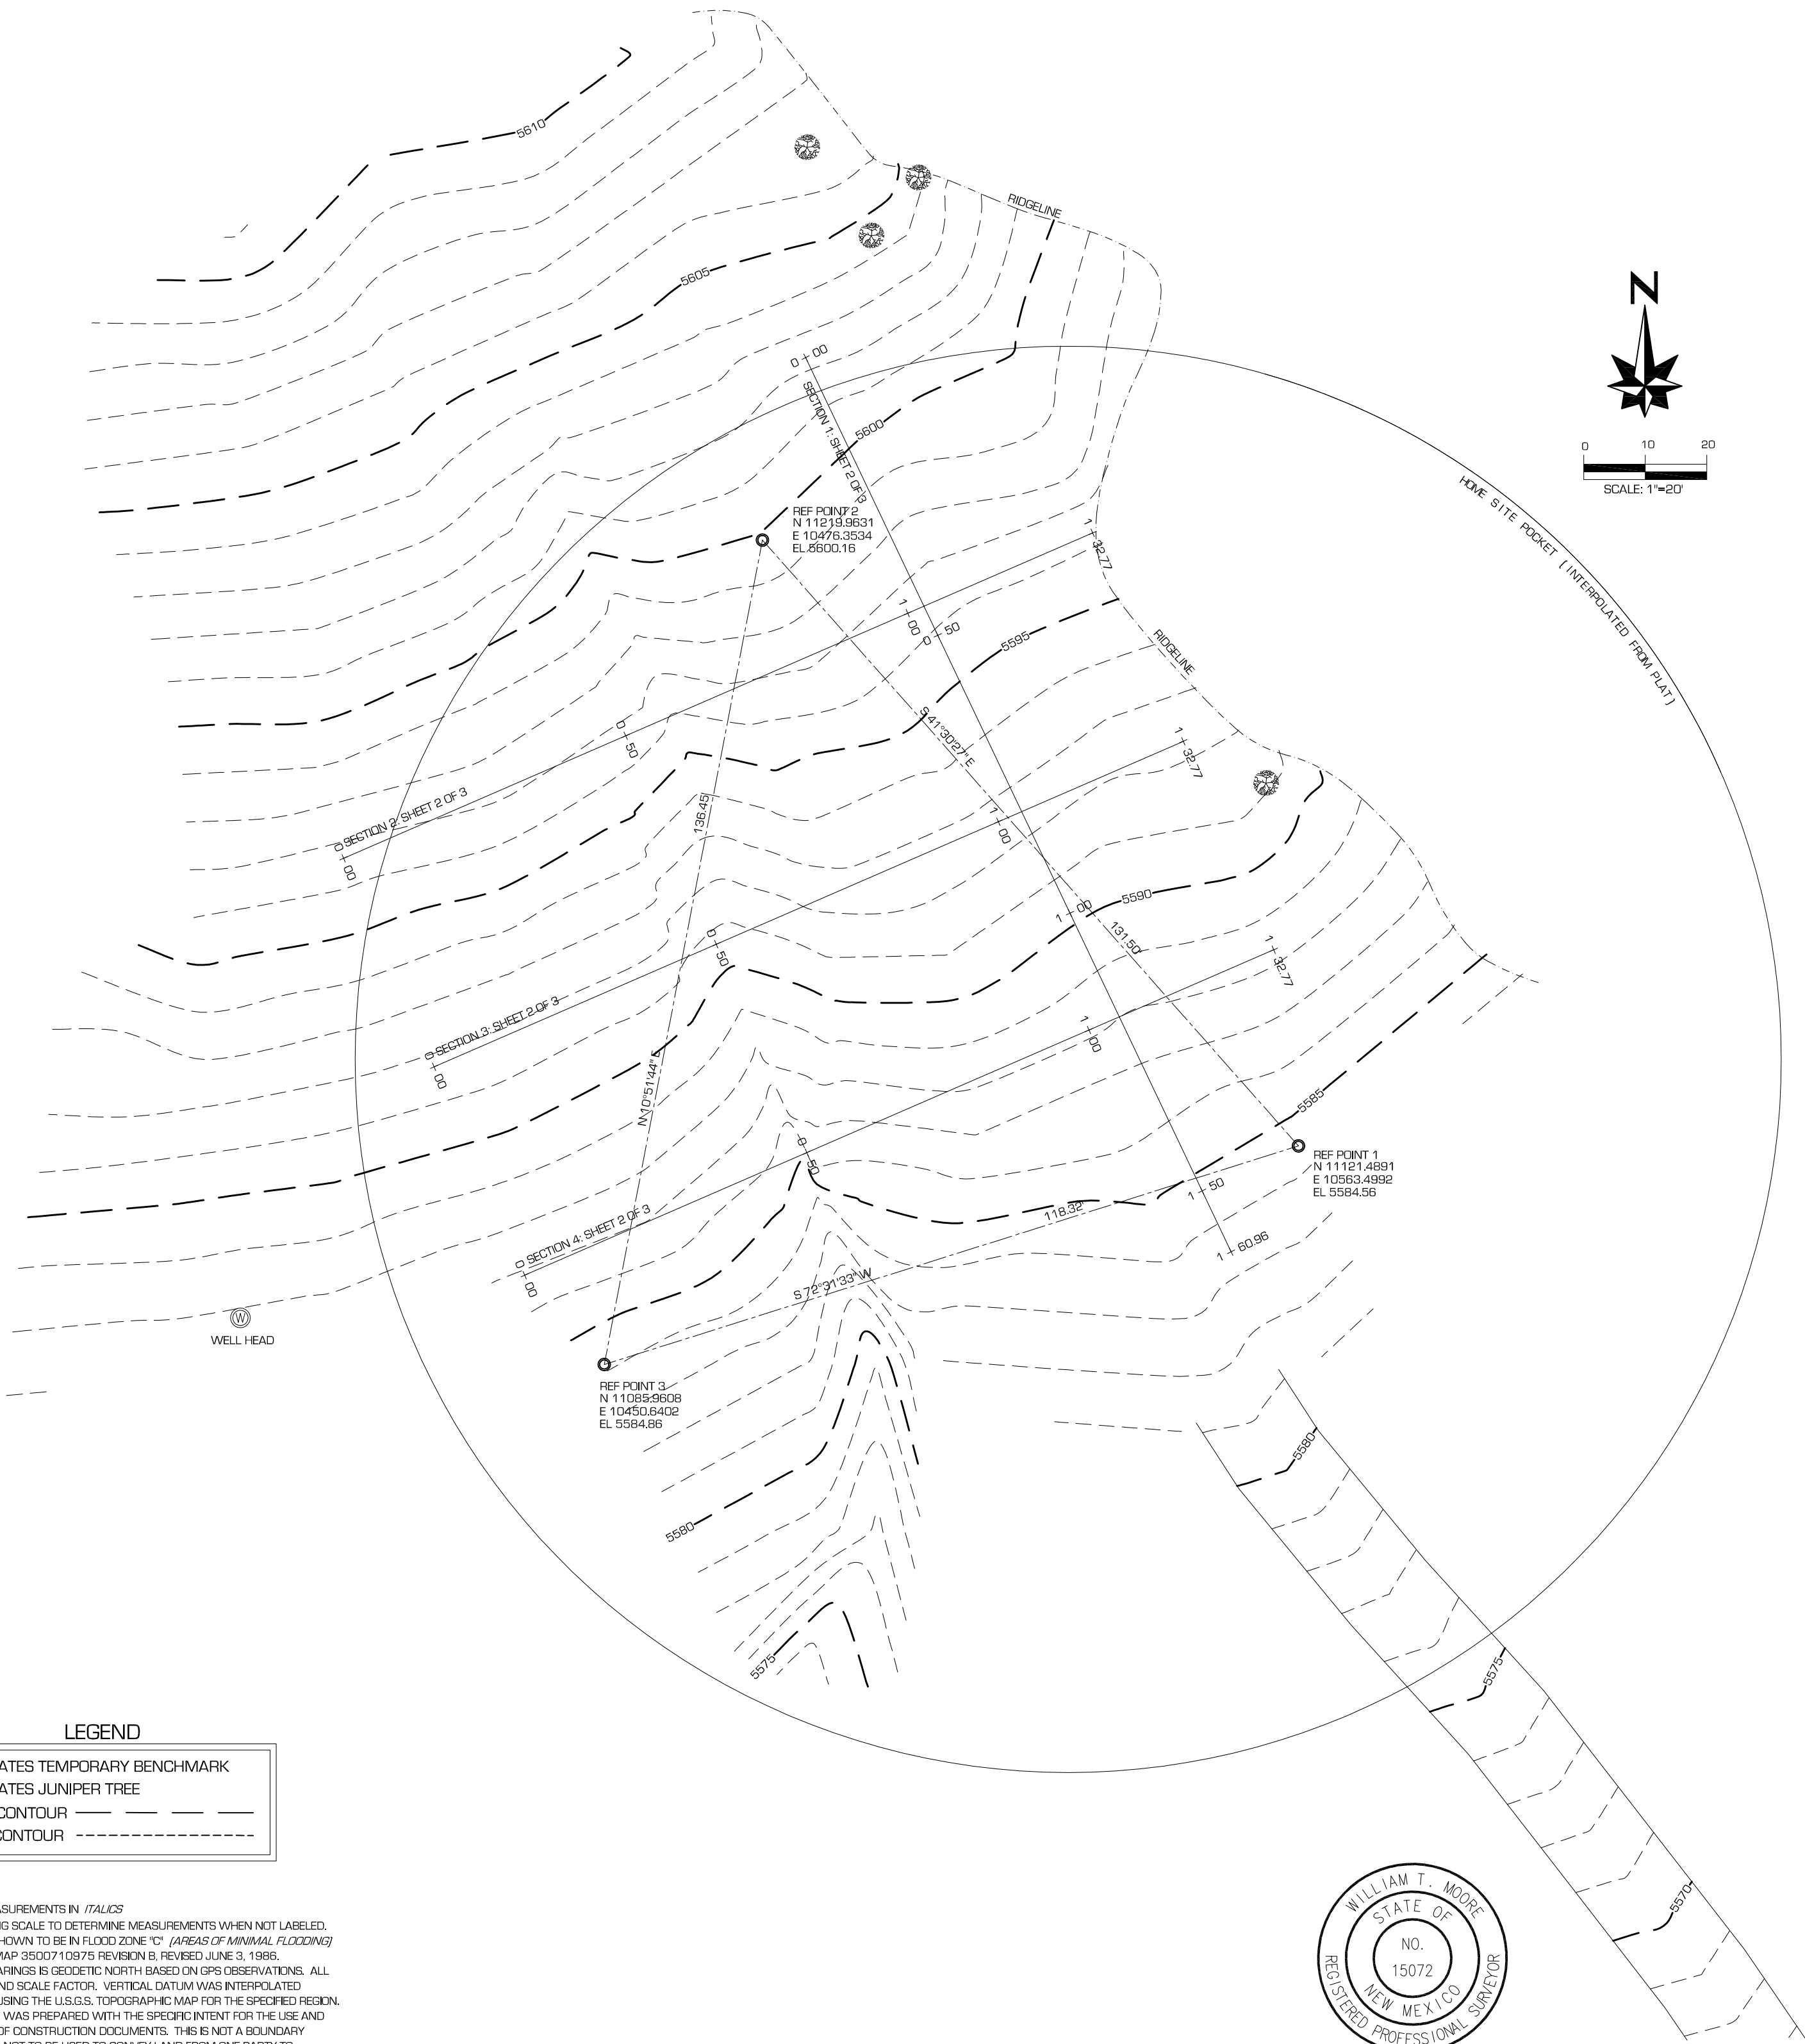 5610
RIDGELINE
5605
N
0+00
SECTION 1: SHEET 2 OF 3
5600
0 10 20
SCALE: 1"=20'
HOME SITE POCKET (INTERPOLATED FROM PLAT)
REF POINT 2
N 11219.9631
E 10476.3534
EL 5600.16
1+32.77
1+00
0+50
5595
RIDGELINE
S 41°30'27" E
0+50
1+32.77
136.45
SECTION 2: SHEET 2 OF 3
0+00
1+00
5590
1+00
131.50
0+50
1+32.77
SECTION 3: SHEET 2 OF 3
0+00
1+00
N 10°51'44" E
5585
0+50
REF POINT 1
N 11121.4891
E 10563.4992
EL 5584.56
1+50
118.32
SECTION 4: SHEET 2 OF 3
0+00
1+60.96
S 72°31'33" W
W
WELL HEAD
REF POINT 3
N 11085.9608
E 10450.6402
EL 5584.86
5580
5580
5575
5575
5570
LEGEND
ATES TEMPORARY BENCHMARK
ATES JUNIPER TREE
CONTOUR
CONTOUR
ASUREMENTS IN ITALICS
G SCALE TO DETERMINE MEASUREMENTS WHEN NOT LABELED.
HOWN TO BE IN FLOOD ZONE "C" (AREAS OF MINIMAL FLOODING)
MAP 3500710975 REVISION B, REVISED JUNE 3, 1986.
ARINGS IS GEODETIC NORTH BASED ON GPS OBSERVATIONS. ALL
ND SCALE FACTOR. VERTICAL DATUM WAS INTERPOLATED
USING THE U.S.G.S. TOPOGRAPHIC MAP FOR THE SPECIFIED REGION.
WAS PREPARED WITH THE SPECIFIC INTENT FOR THE USE AND
OF CONSTRUCTION DOCUMENTS. THIS IS NOT A BOUNDARY
NOT TO BE USED TO CONVEY LAND FROM ONE PARTY TO
WILLIAM T. MOORE
STATE OF
NO.
15072
NEW MEXICO
REGISTERED PROFESSIONAL SURVEYOR